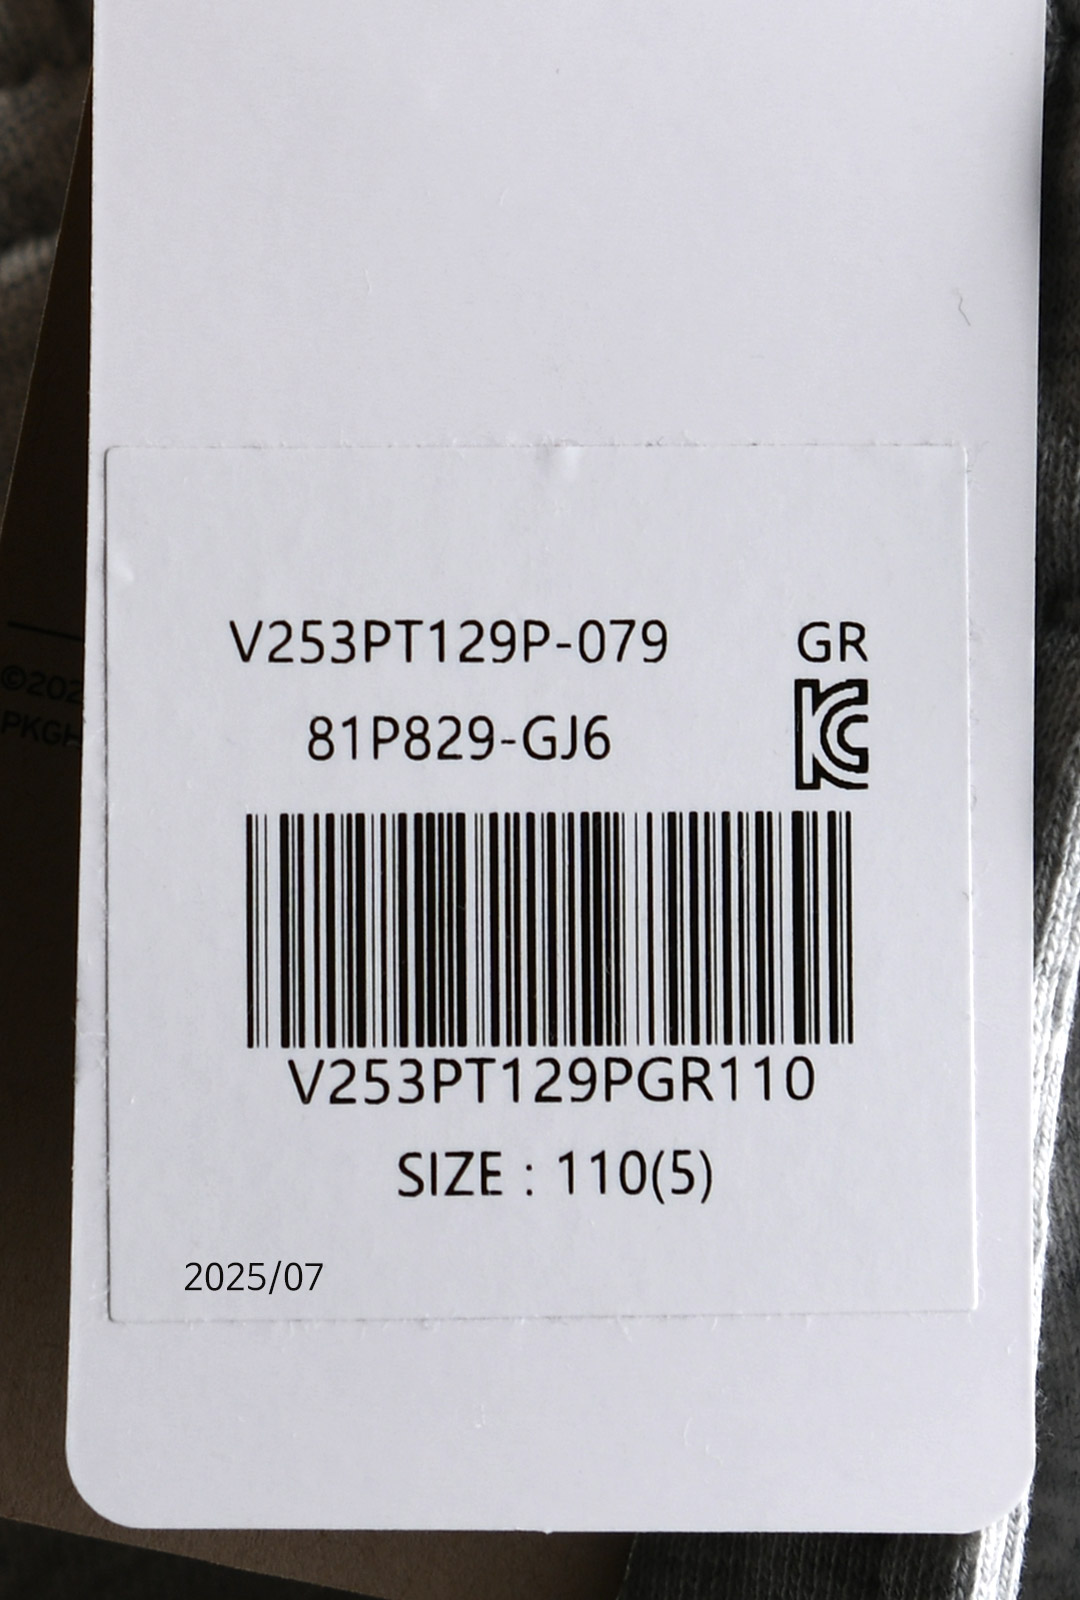 V253PT129P-079 GR
81P829-GJ6
V253PT129PGR110
SIZE : 110(5)
2025/07